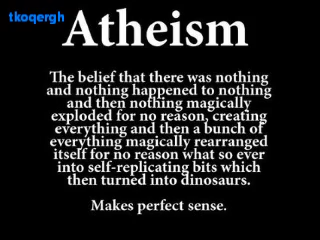 tkoqergh
Atheism
The belief that there was nothing
and nothing happened to nothing
and then nothing magically
exploded for no reason, creating
everything and then a bunch of
everything magically rearranged
itself for no reason what so ever
into self-replicating bits which
then turned into dinosaurs.
Makes perfect sense.